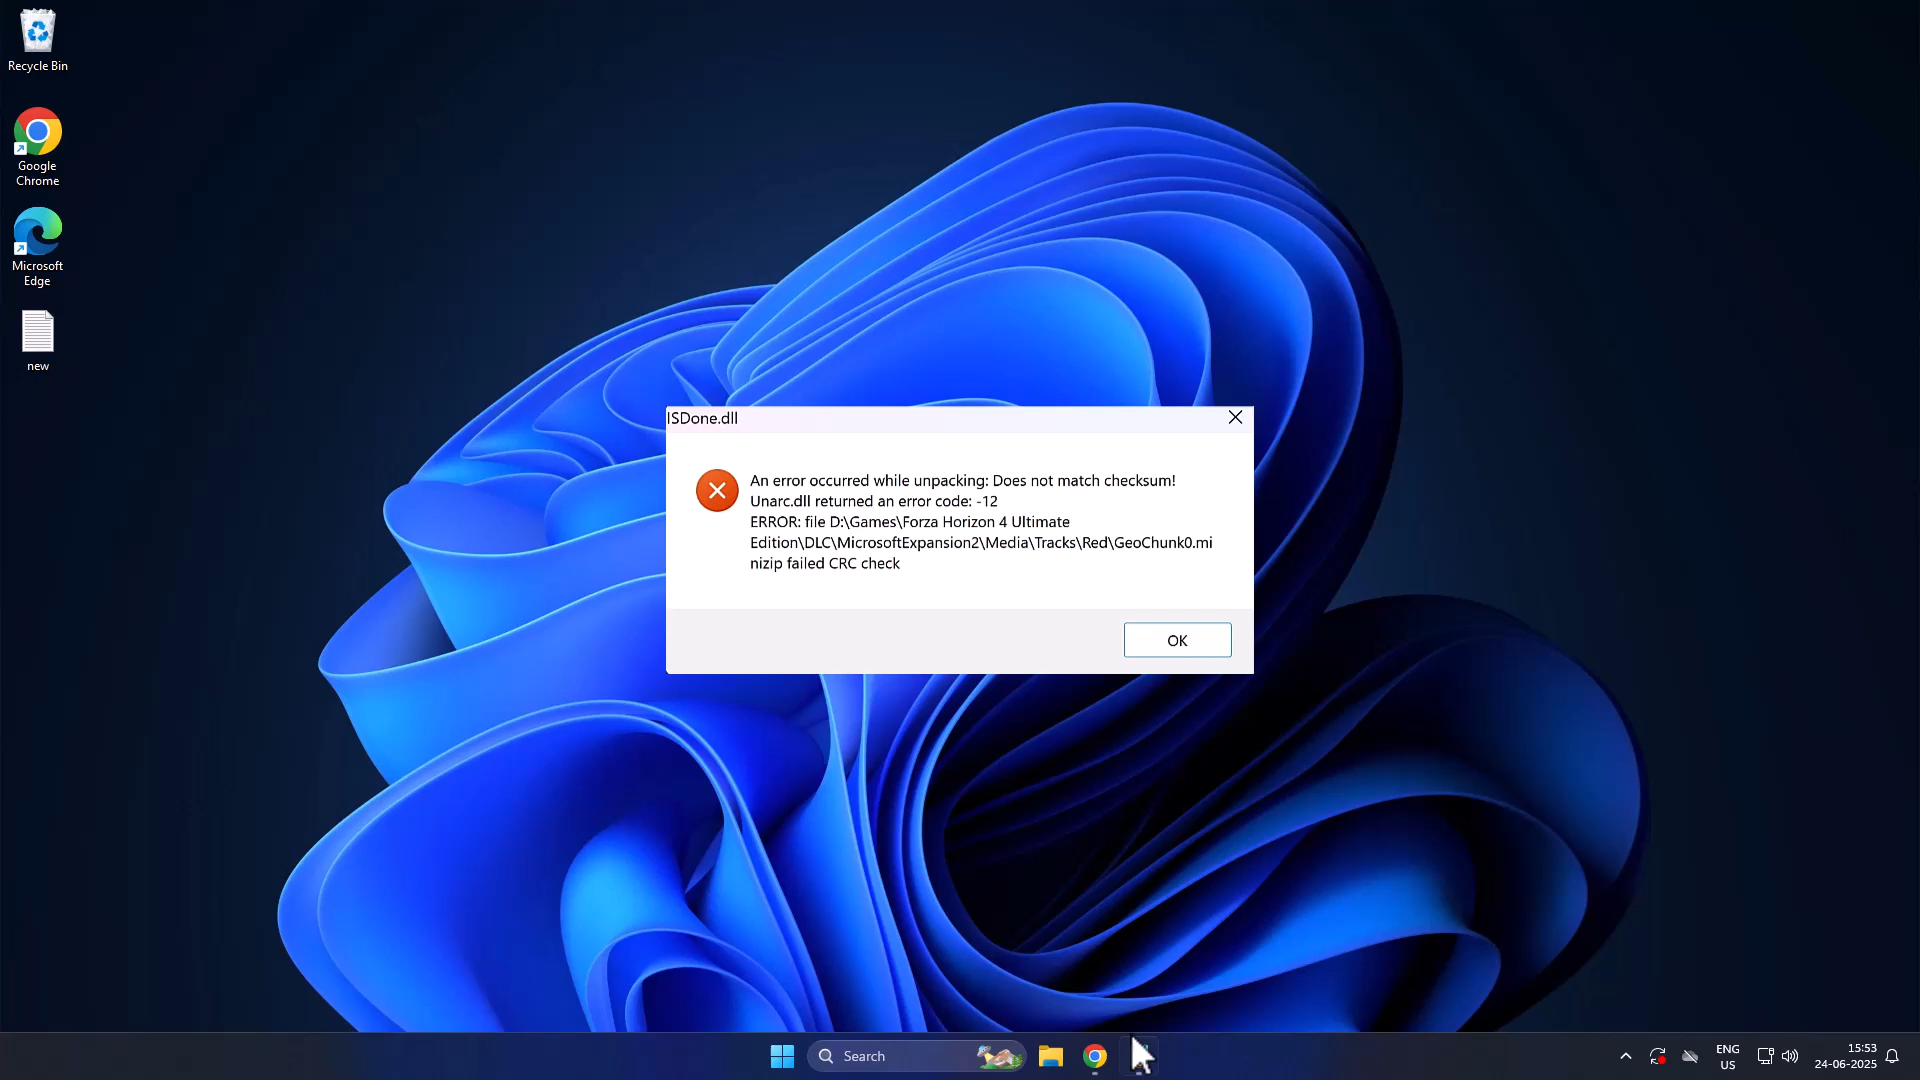 Recycle Bin
Google
Chrome
Microsoft
Edge
new
ISDone.dll
An error occurred while unpacking: Does not match checksum!
Unarc.dll returned an error code: -12
ERROR: file D:\Games\Forza Horizon 4 Ultimate
Edition\DLC\MicrosoftExpansion2\Media\Tracks\Red\GeoChunk0.mi
nizip failed CRC check
OK
Search
ENG
US
15:53
24-06-2025